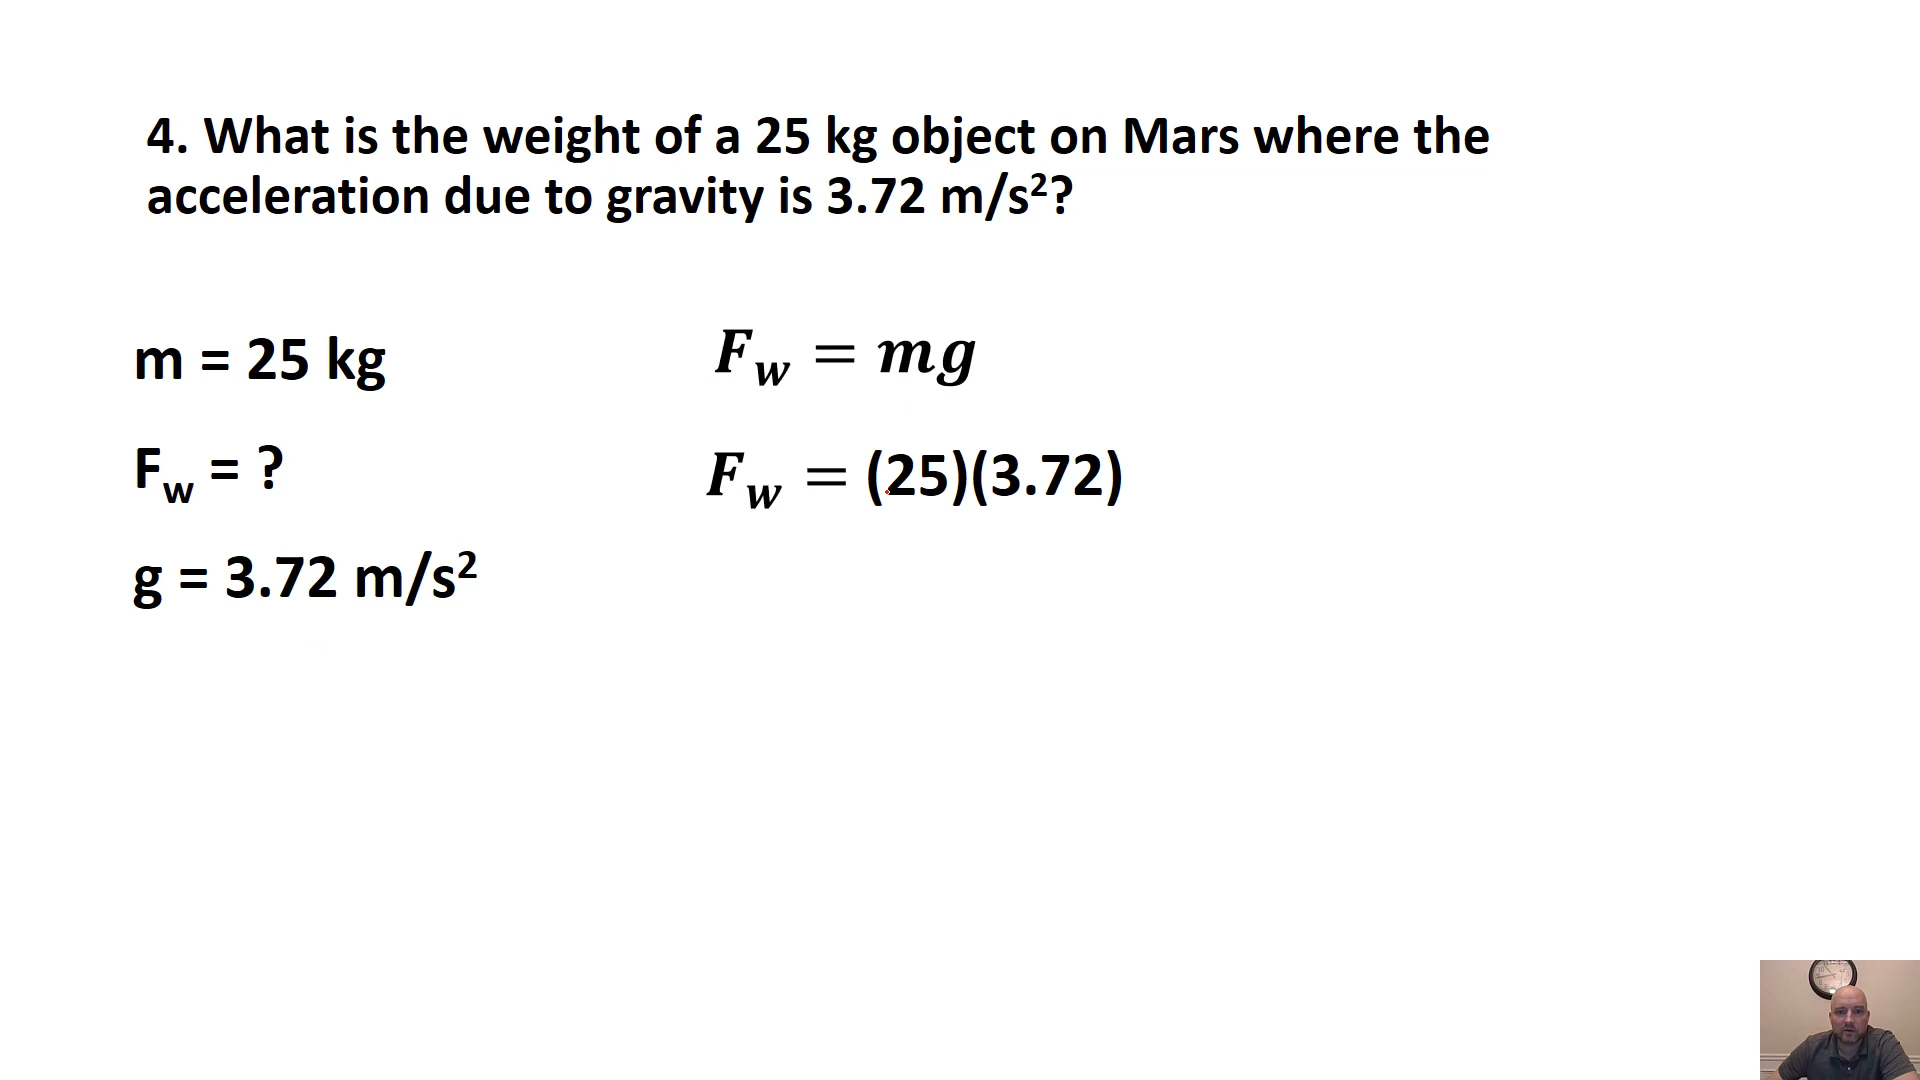 4. What is the weight of a 25 kg object on Mars where the
acceleration due to gravity is 3.72 m/s²?
m = 25 kg
F_w = mg
F_w = ?
F_w = (25)(3.72)
g = 3.72 m/s²